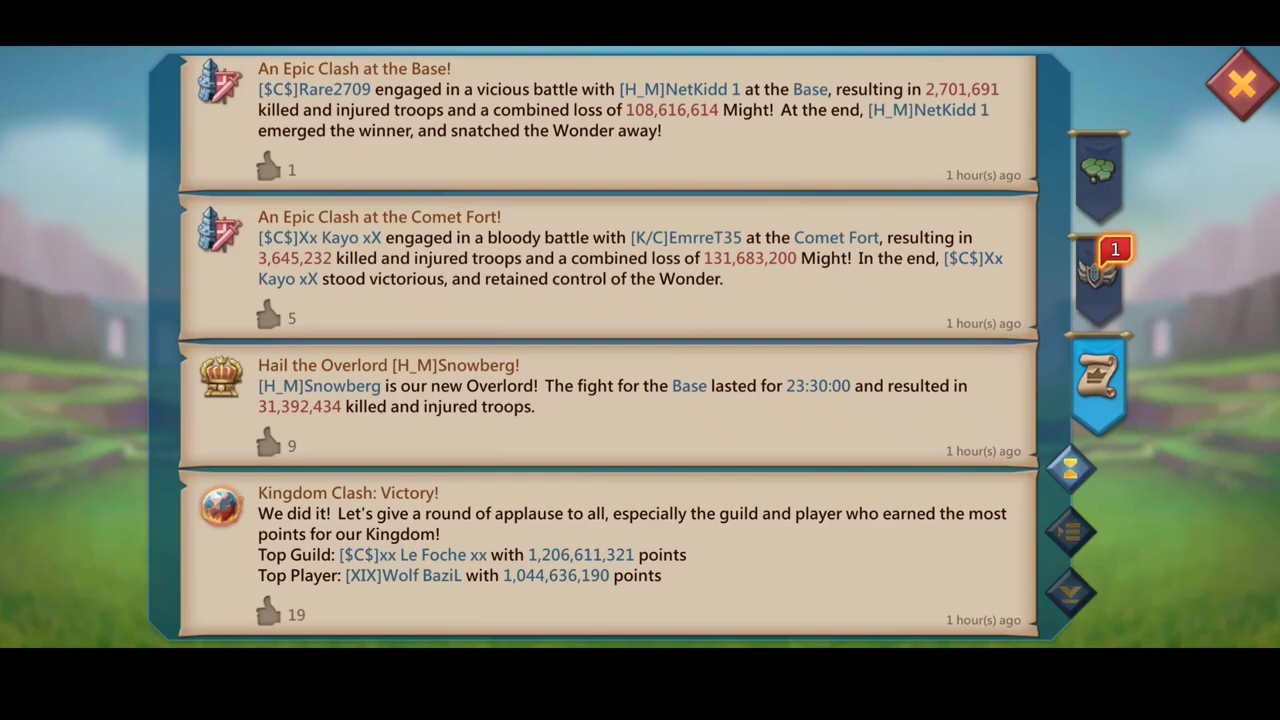 An Epic Clash at the Base!
[$C$]Rare2709 engaged in a vicious battle with [H_M]NetKidd 1 at the Base, resulting in 2,701,691
killed and injured troops and a combined loss of 108,616,614 Might! At the end, [H_M]NetKidd 1
emerged the winner, and snatched the Wonder away!
1
1 hour(s) ago
An Epic Clash at the Comet Fort!
[$C$]Xx Kayo xX engaged in a bloody battle with [K/C]EmrreT35 at the Comet Fort, resulting in
3,645,232 killed and injured troops and a combined loss of 131,683,200 Might! In the end, [$C$]Xx
Kayo xX stood victorious, and retained control of the Wonder.
5
1 hour(s) ago
Hail the Overlord [H_M]Snowberg!
[H_M]Snowberg is our new Overlord! The fight for the Base lasted for 23:30:00 and resulted in
31,392,434 killed and injured troops.
9
1 hour(s) ago
Kingdom Clash: Victory!
We did it! Let's give a round of applause to all, especially the guild and player who earned the most
points for our Kingdom!
Top Guild: [$C$]xx Le Foche xx with 1,206,611,321 points
Top Player: [XIX]Wolf BaziL with 1,044,636,190 points
19
1 hour(s) ago
1